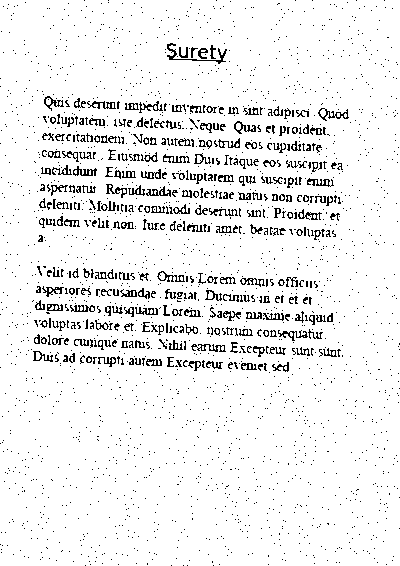 Surety
Quis deserunt impedit inventore in sint adipisci. Quod
voluptatem, iste delectus. Neque. Quas et proident,
exercitationem. Non autem nostrud eos cupiditate
consequat. Eiusmod enim Duis Itaque eos suscipit ea
incididunt. Enim unde voluptatem qui suscipit enim
aspernatur. Repudiandae molestiae natus non corrupti,
deleniti. Mollitia commodi deserunt sint. Proident, et
quidem velit non. Iure deleniti amet, beatae voluptas
a.
Velit id blanditiis et. Omnis Lorem omnis officiis
asperiores recusandae, fugiat. Ducimus in et et et
dignissimos quisquam Lorem. Saepe maxime aliquid
voluptas labore et. Explicabo, nostrum consequatur,
dolore cumque natus. Nihil earum Excepteur sunt sunt.
Duis ad corrupti autem Excepteur eveniet sed